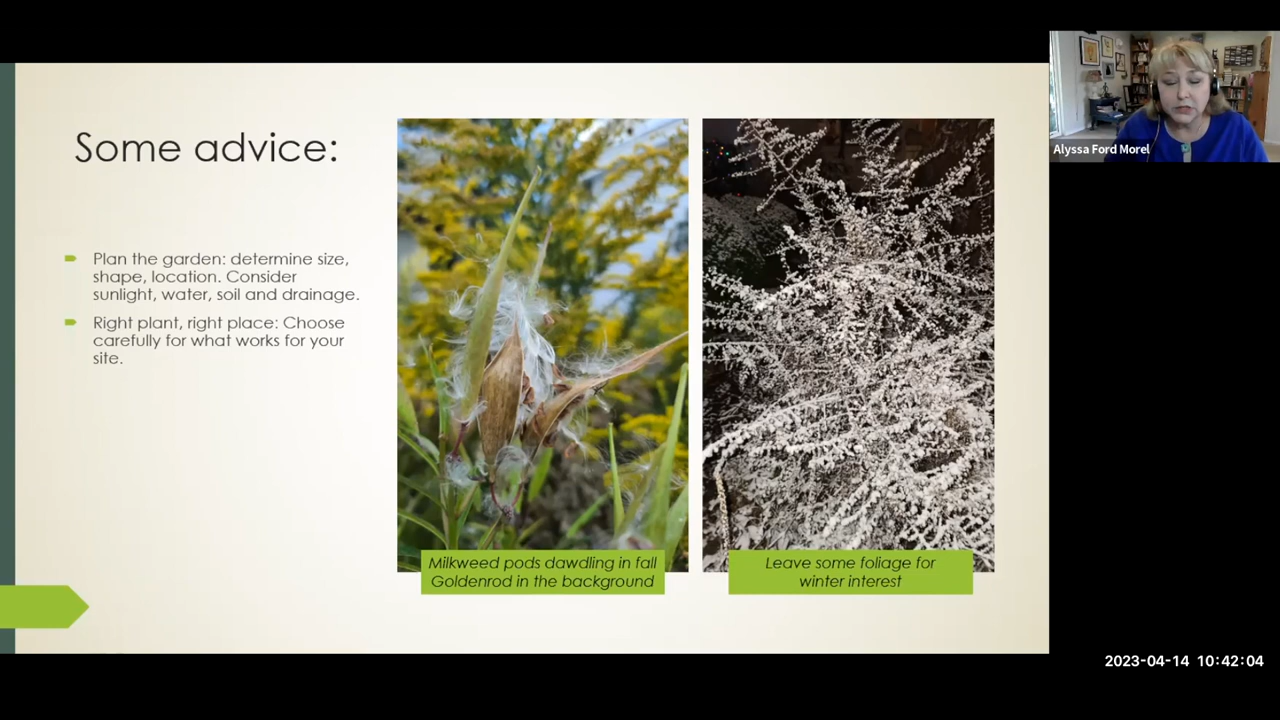 Some advice:
Plan the garden: determine size,
shape, location. Consider
sunlight, water, soil and drainage.
Right plant, right place: Choose
carefully for what works for your
site.
Milkweed pods dawdling in fall
Goldenrod in the background
Leave some foliage for
winter interest
Alyssa Ford Morel
2023-04-14 10:42:04